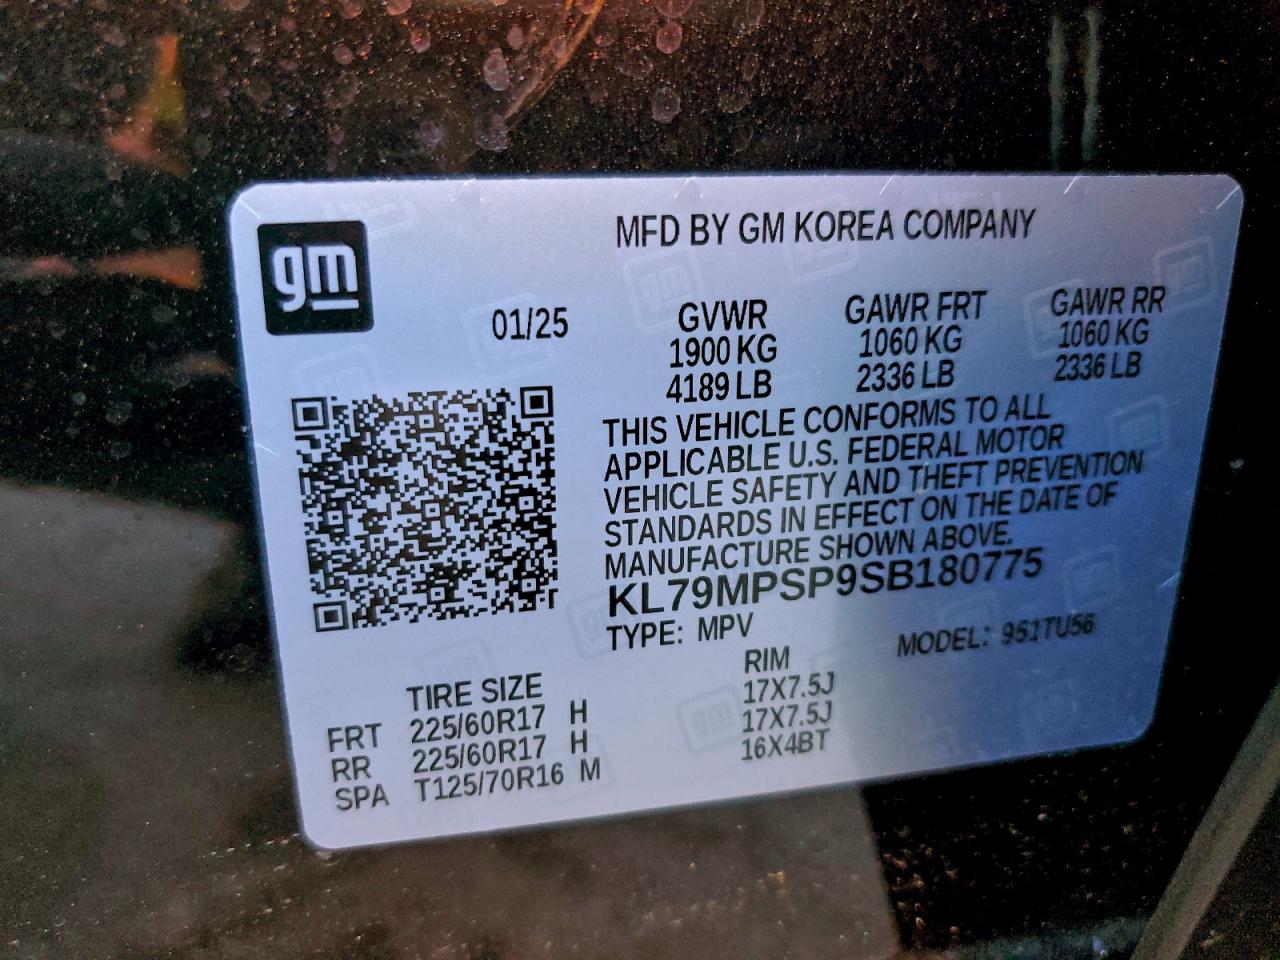 gm
MFD BY GM KOREA COMPANY
01/25 GVWR GAWR FRT GAWR RR
1900 KG 1060 KG 1060 KG
4189 LB 2336 LB 2336 LB
THIS VEHICLE CONFORMS TO ALL
APPLICABLE U.S. FEDERAL MOTOR
VEHICLE SAFETY AND THEFT PREVENTION
STANDARDS IN EFFECT ON THE DATE OF
MANUFACTURE SHOWN ABOVE.
KL79MPSP9SB180775
TYPE: MPV MODEL: 951TU56
TIRE SIZE RIM
FRT 225/60R17 H 17X7.5J
RR 225/60R17 H 17X7.5J
SPA T125/70R16 M 16X4BT